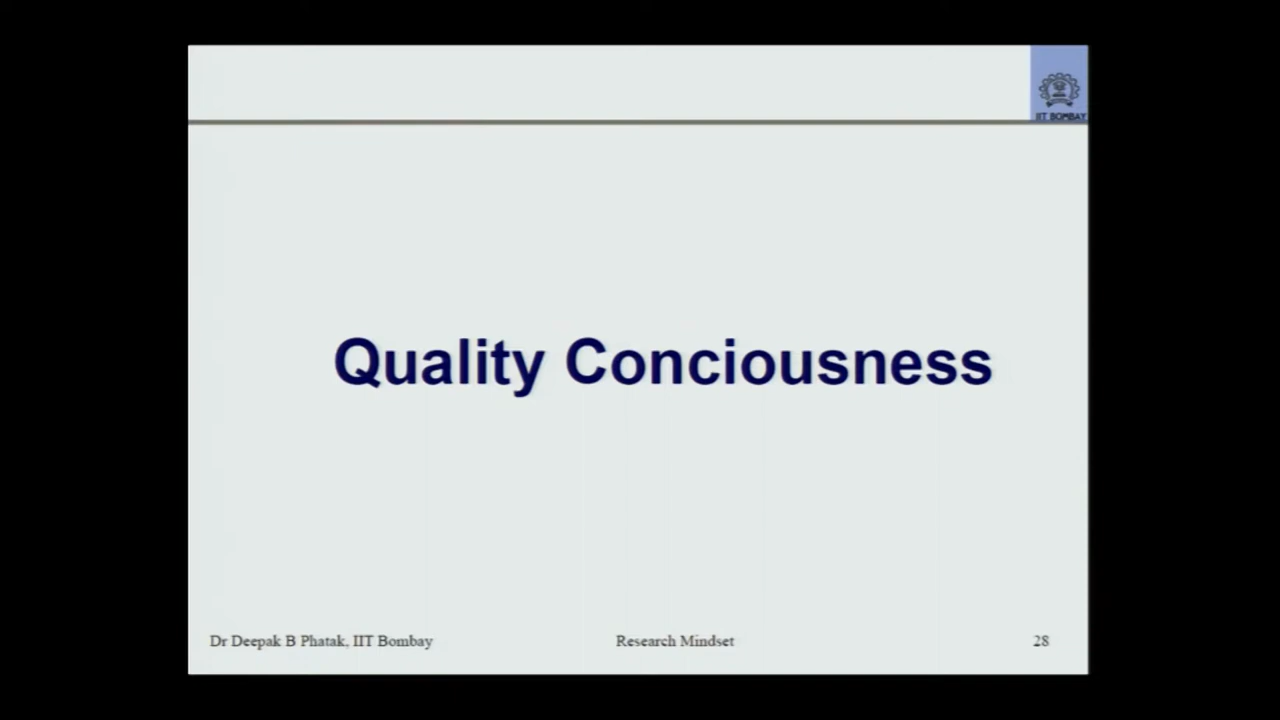 IIT BOMBAY
Quality Conciousness
Dr Deepak B Phatak, IIT Bombay
Research Mindset
28